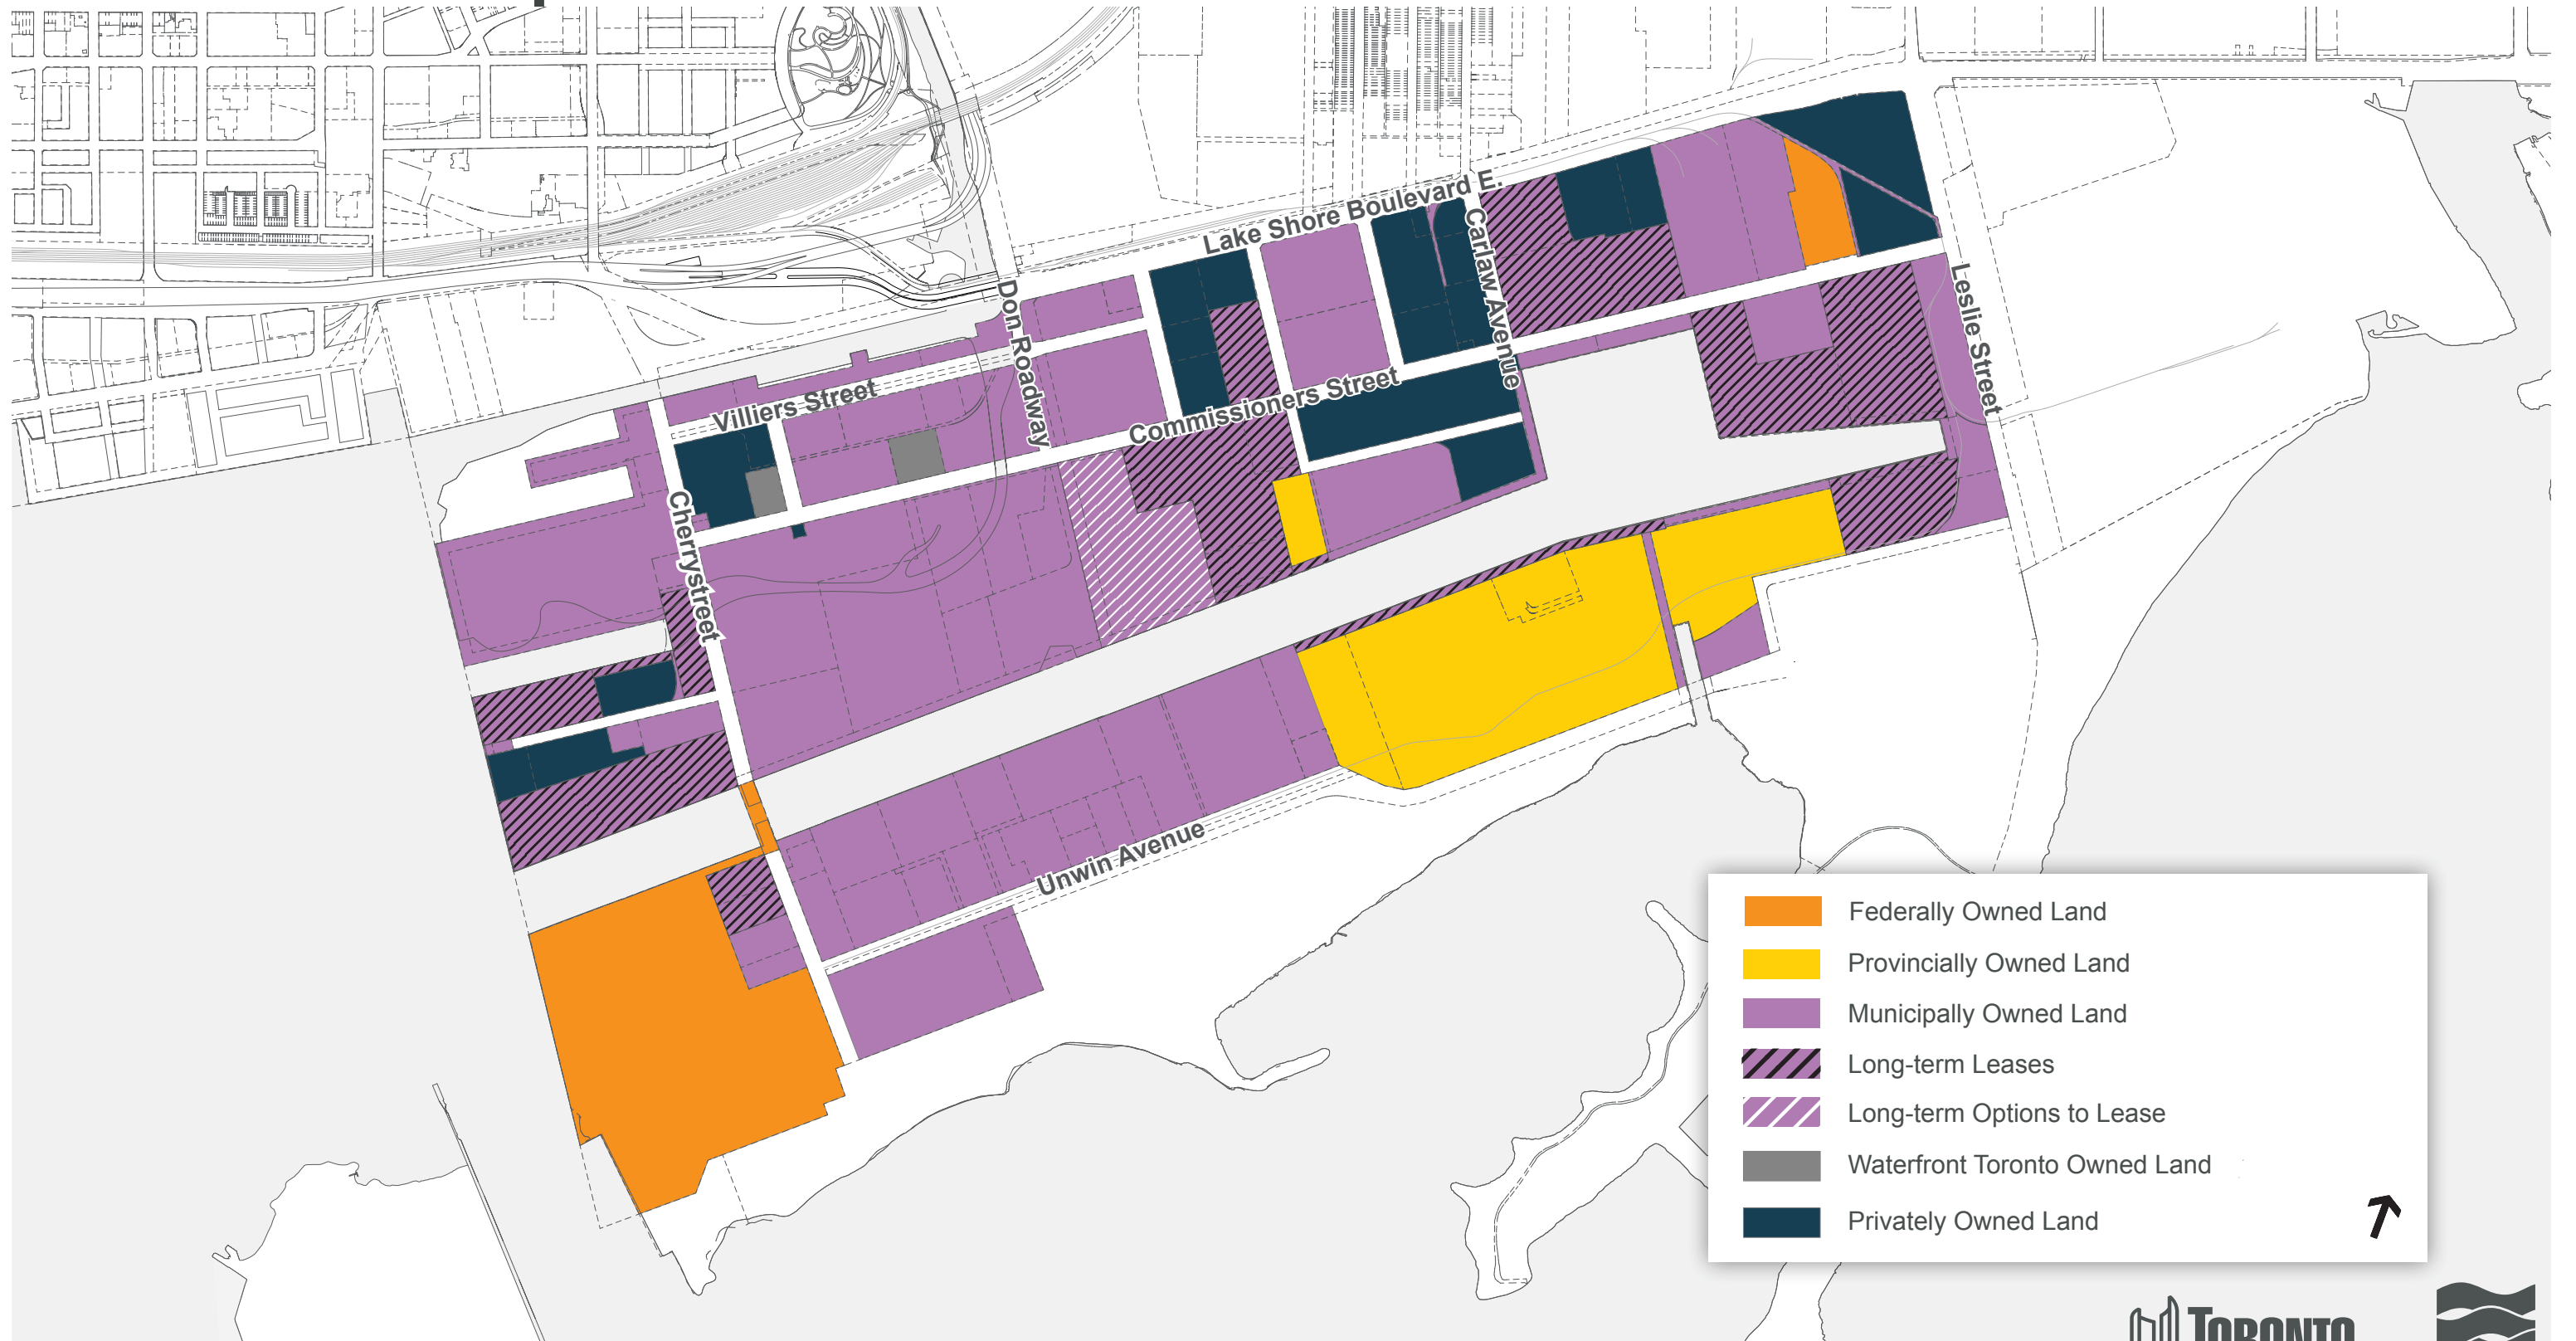 Lake Shore Boulevard E.
Carlaw Avenue
Don Roadway
Leslie Street
Villiers Street
Commissioners Street
Cherrystreet
Unwin Avenue
Federally Owned Land
Provincially Owned Land
Municipally Owned Land
Long-term Leases
Long-term Options to Lease
Waterfront Toronto Owned Land
Privately Owned Land
TORONTO